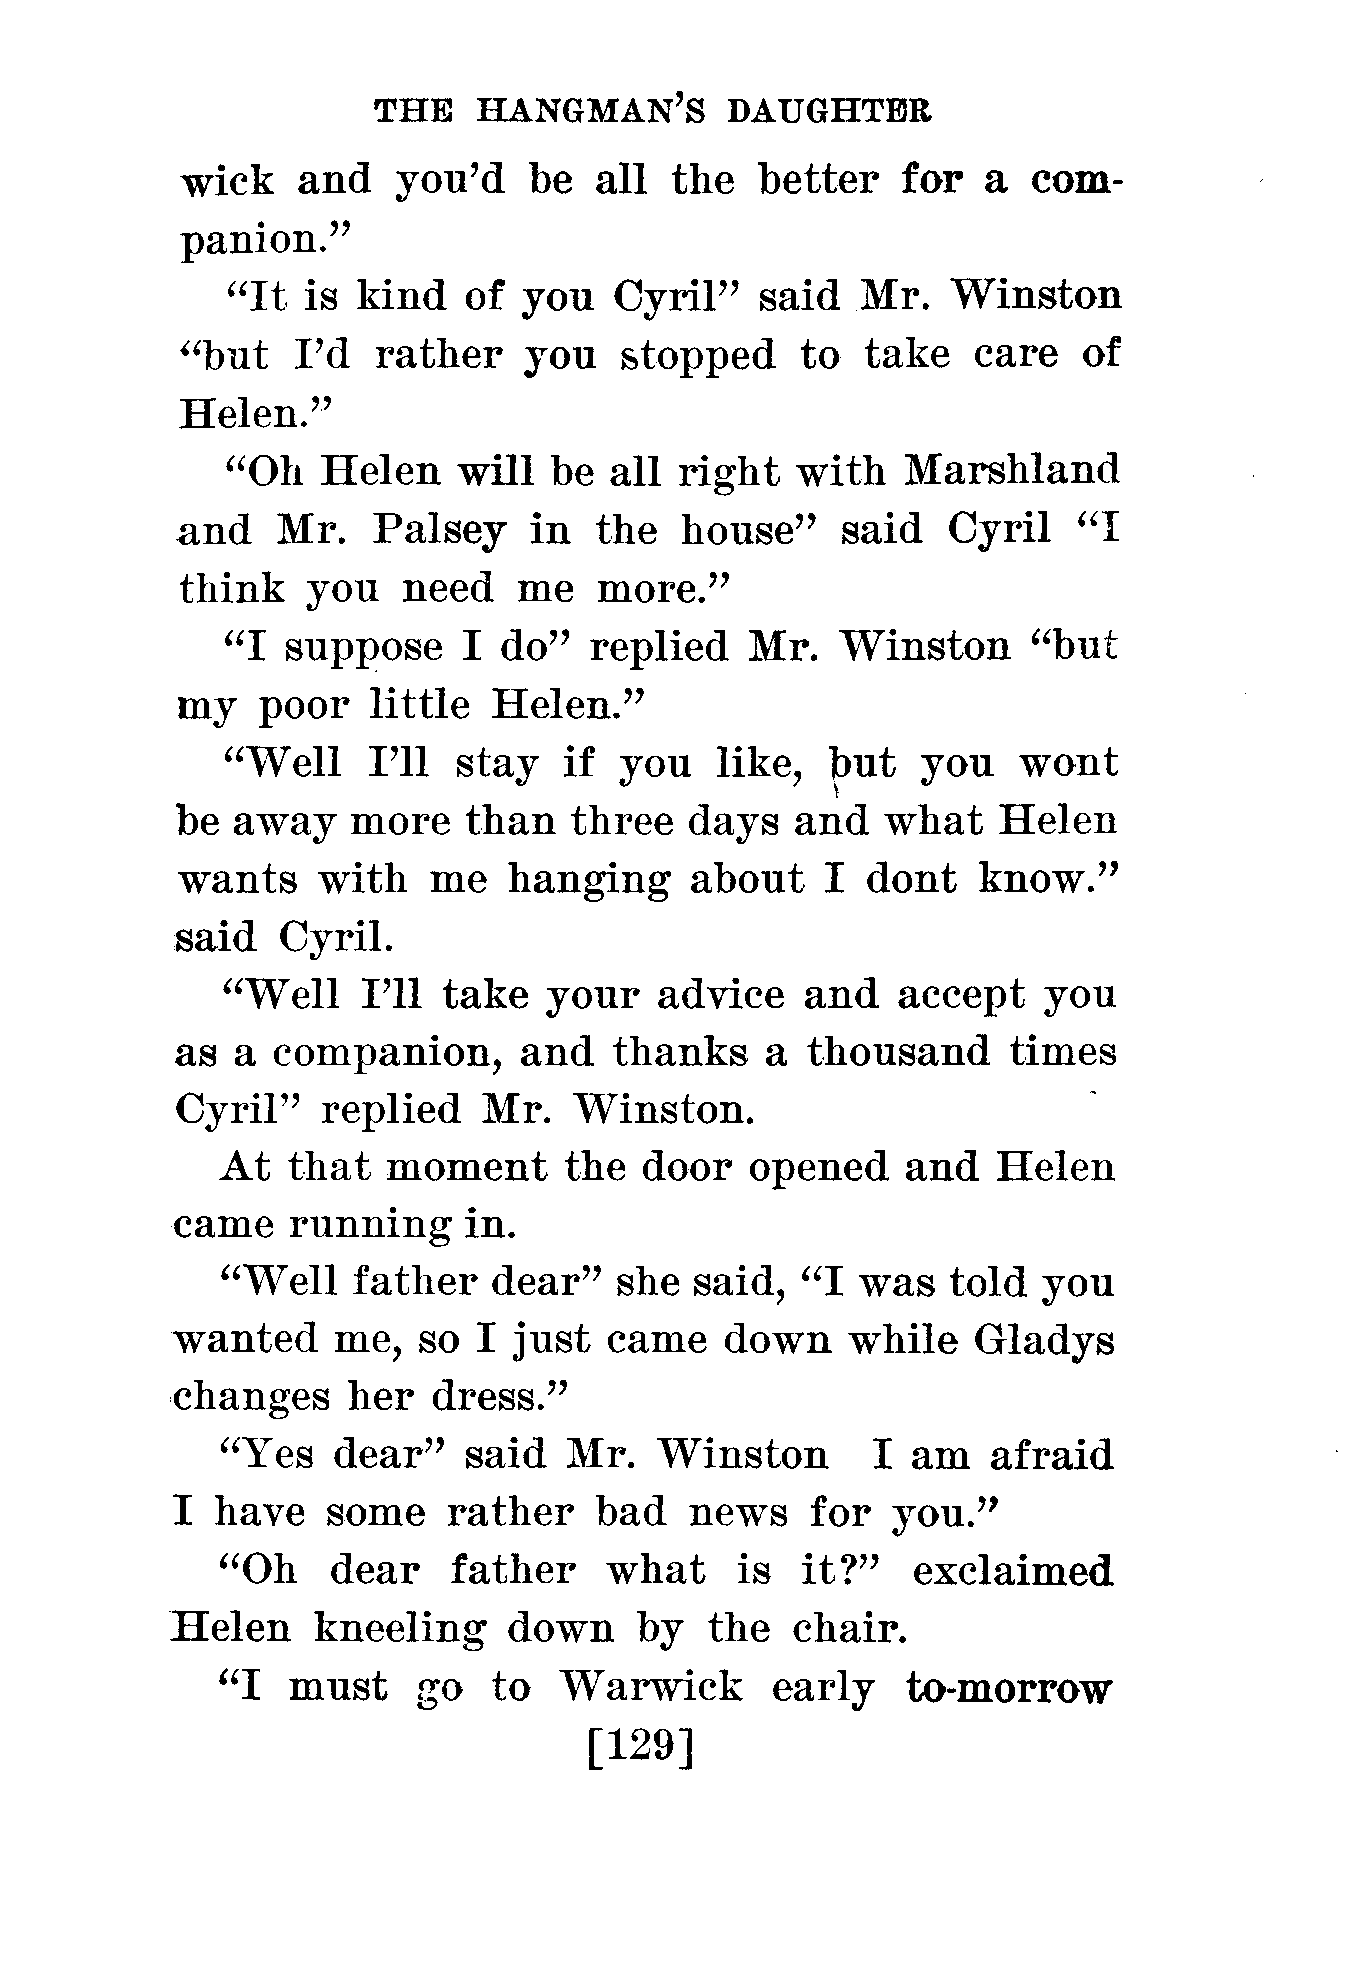 THE HANGMAN'S DAUGHTER
wick and you'd be all the better for a com-
panion."
"It is kind of you Cyril" said Mr. Winston
"but I'd rather you stopped to take care of
Helen."
"Oh Helen will be all right with Marshland
and Mr. Palsey in the house" said Cyril "I
think you need me more."
"I suppose I do" replied Mr. Winston "but
my poor little Helen."
"Well I'll stay if you like, but you wont
be away more than three days and what Helen
wants with me hanging about I dont know."
said Cyril.
"Well I'll take your advice and accept you
as a companion, and thanks a thousand times
Cyril" replied Mr. Winston.
At that moment the door opened and Helen
came running in.
"Well father dear" she said, "I was told you
wanted me, so I just came down while Gladys
changes her dress."
"Yes dear" said Mr. Winston I am afraid
I have some rather bad news for you."
"Oh dear father what is it?" exclaimed
Helen kneeling down by the chair.
"I must go to Warwick early to-morrow
[129]